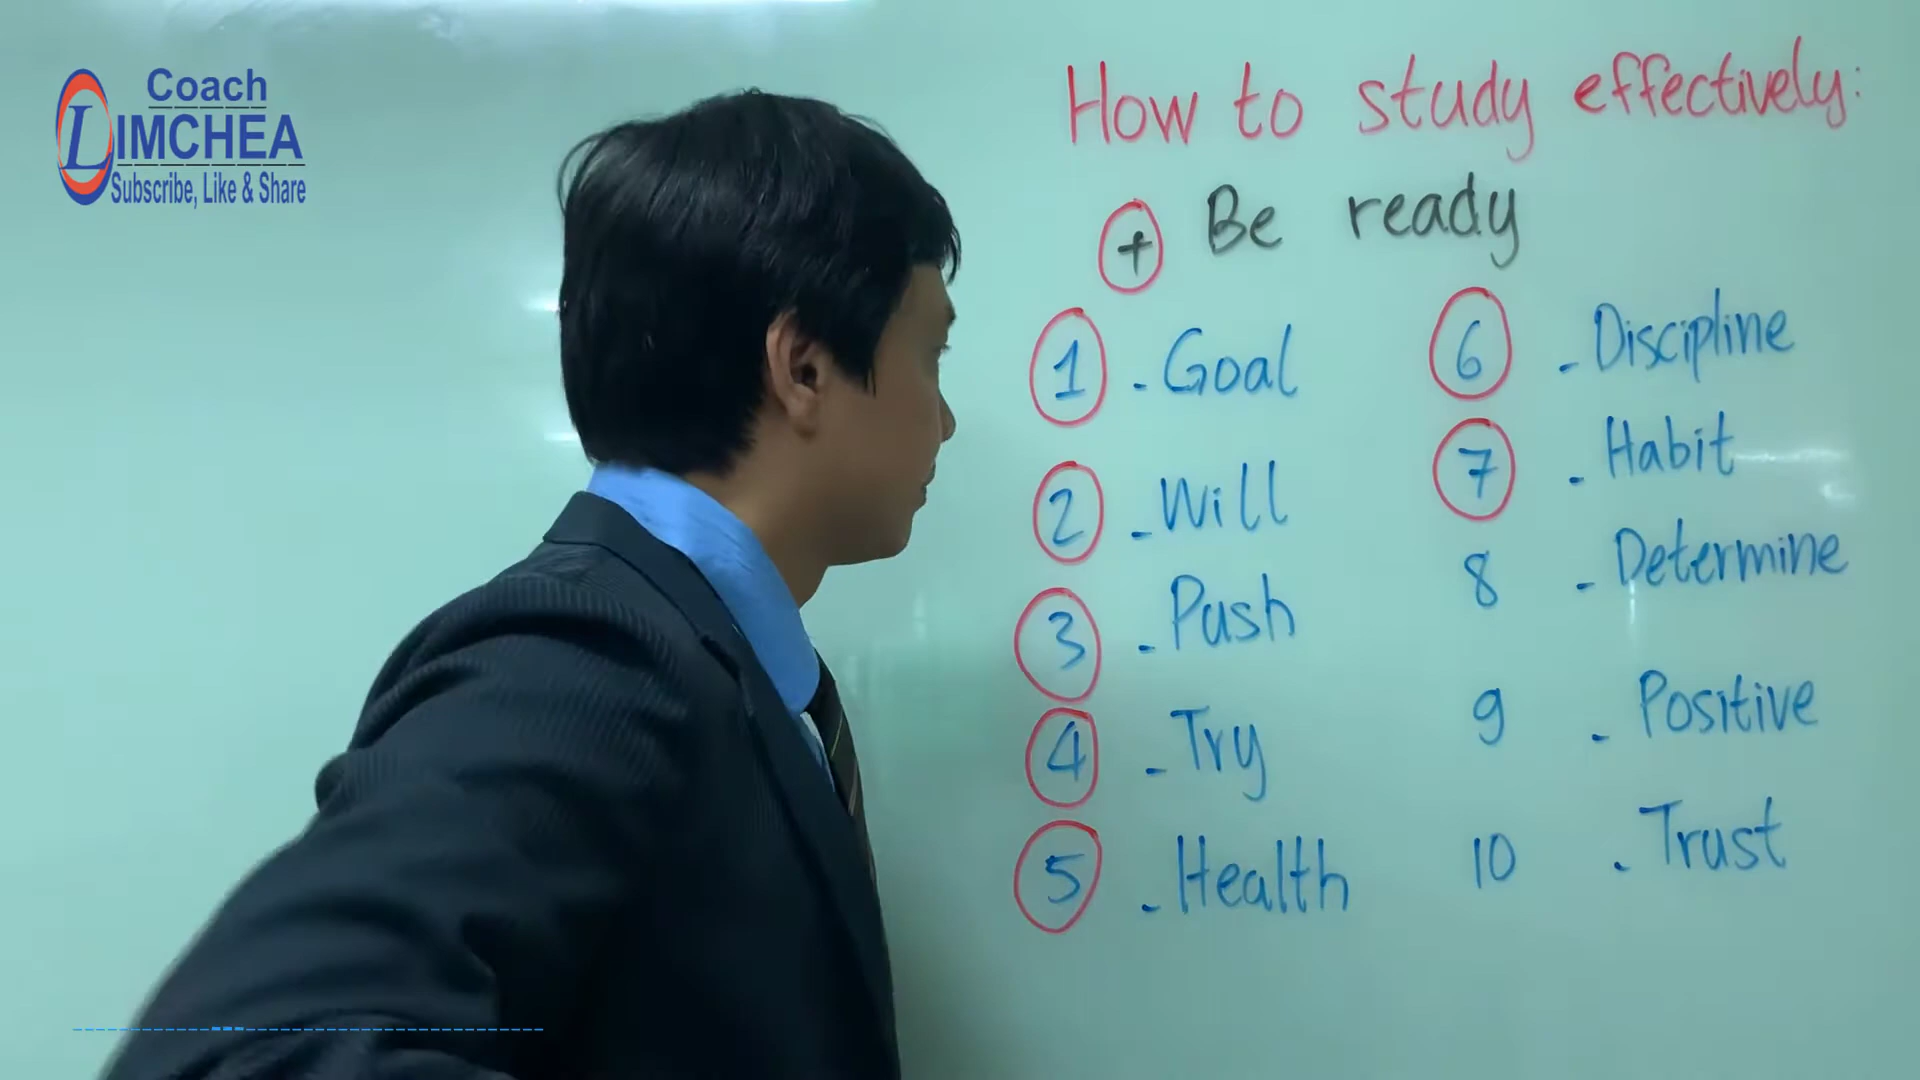 Coach
LIMCHEA
Subscribe, Like & Share
How to study effectively:
+ Be ready
1 - Goal
2 - Will
3 - Push
4 - Try
5 - Health
6 - Discipline
7 - Habit
8 - Determine
9 - Positive
10 - Trust